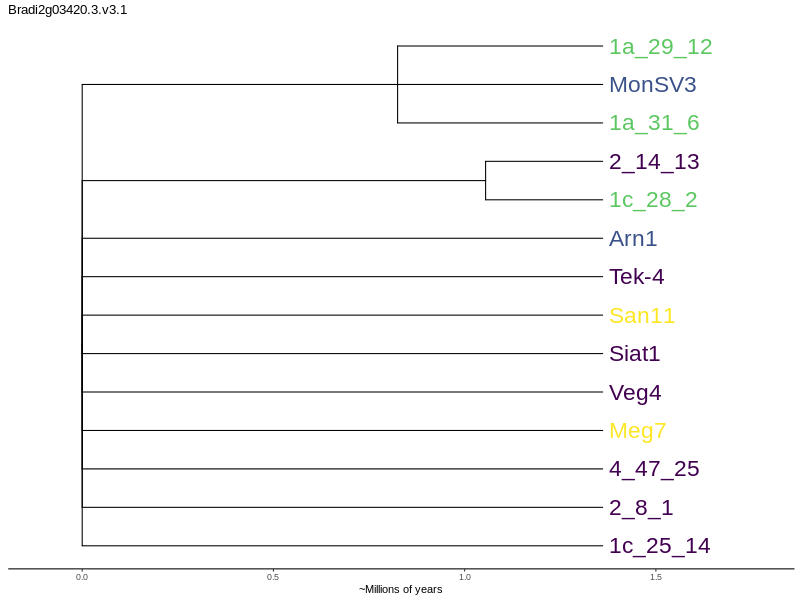 Bradi2g03420.3.v3.1
1a_29_12
MonSV3
1a_31_6
2_14_13
1c_28_2
Arn1
Tek-4
San11
Siat1
Veg4
Meg7
4_47_25
2_8_1
1c_25_14
0.0 0.5 1.0 1.5
~Millions of years